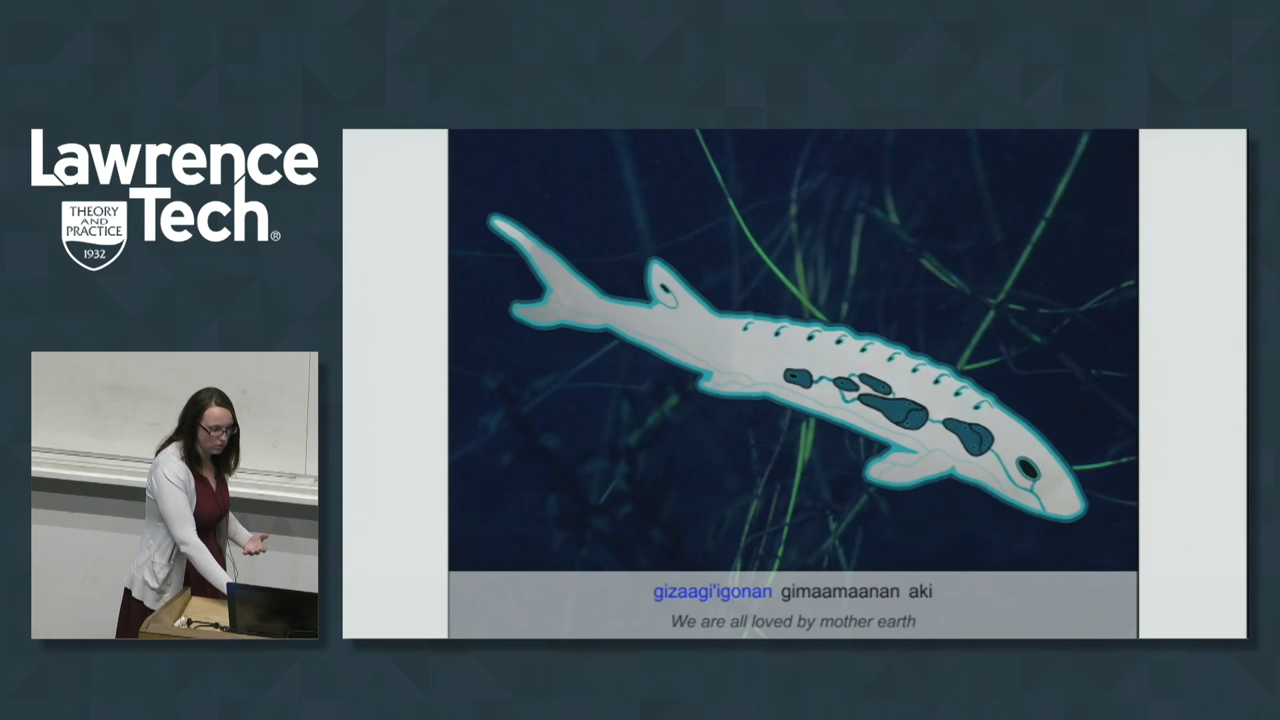 Lawrence
Tech®
THEORY
AND
PRACTICE
1932
gizaagi'igonan gimaamaanan aki
We are all loved by mother earth